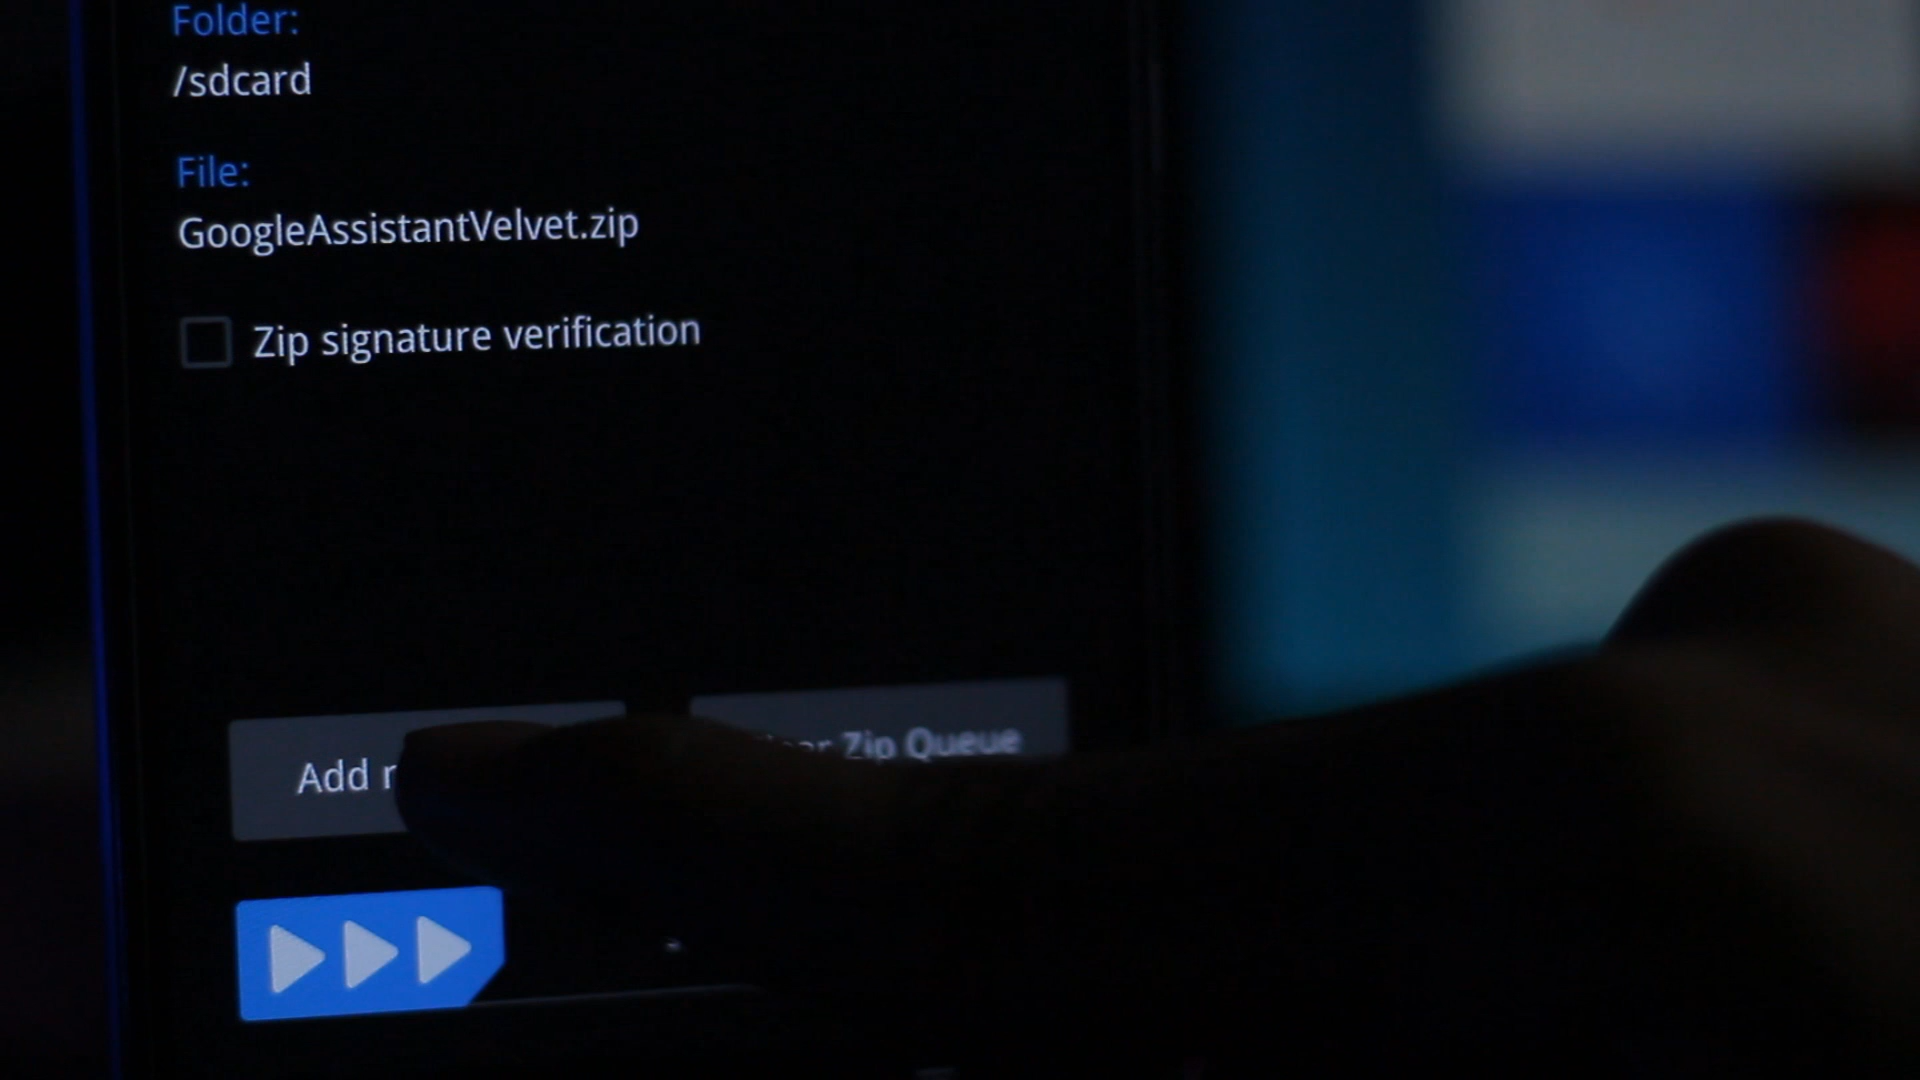 Folder:
/sdcard
File:
GoogleAssistantVelvet.zip
Zip signature verification
Add
Zip Queue